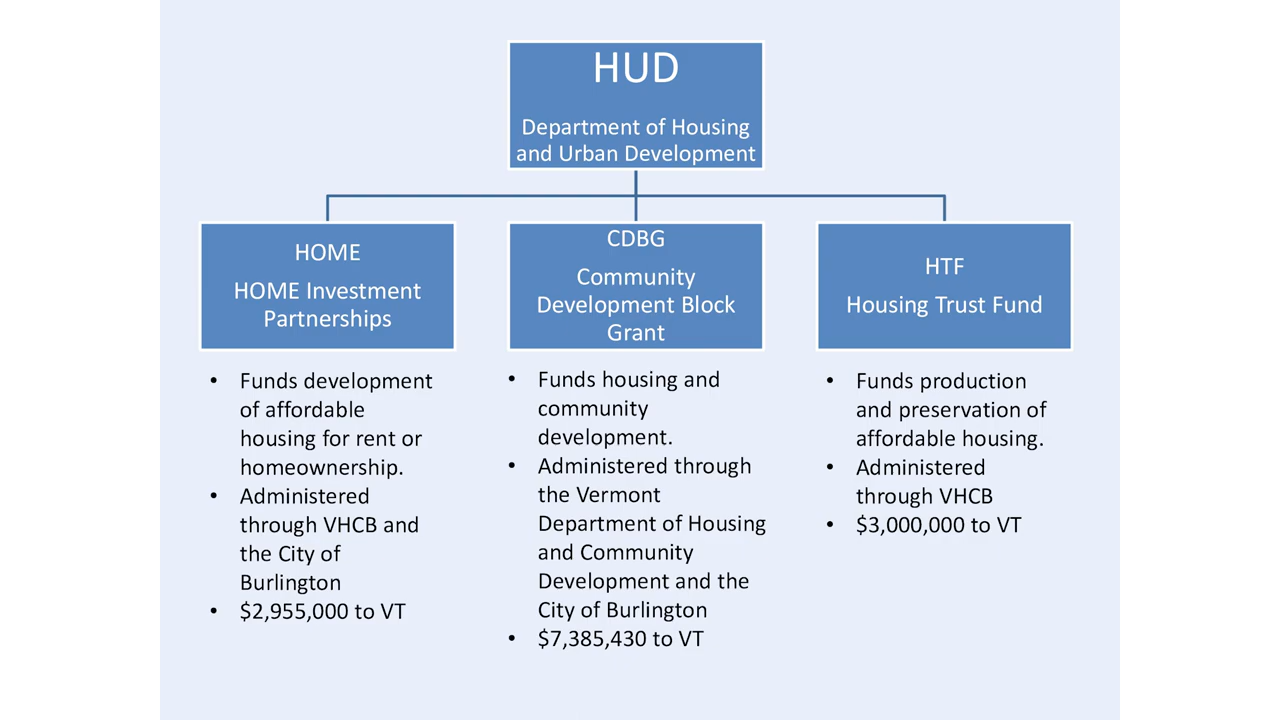 HUD
Department of Housing
and Urban Development
HOME
HOME Investment
Partnerships
• Funds development
of affordable
housing for rent or
homeownership.
• Administered
through VHCB and
the City of
Burlington
• $2,955,000 to VT
CDBG
Community
Development Block
Grant
• Funds housing and
community
development.
• Administered through
the Vermont
Department of Housing
and Community
Development and the
City of Burlington
• $7,385,430 to VT
HTF
Housing Trust Fund
• Funds production
and preservation of
affordable housing.
• Administered
through VHCB
• $3,000,000 to VT